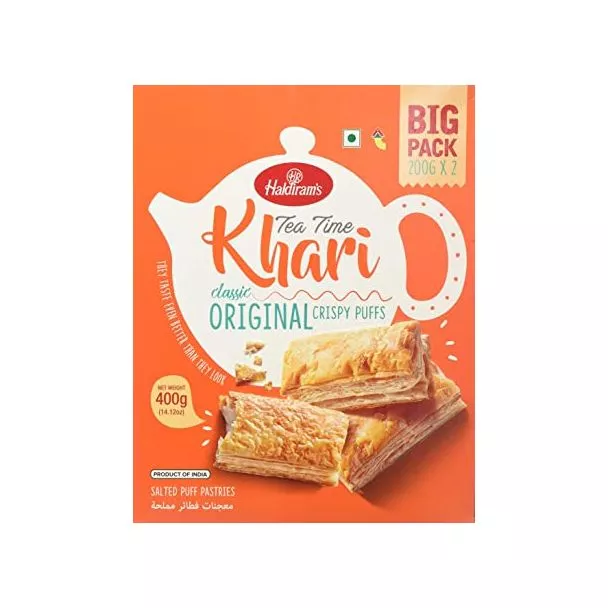 BIG
PACK
200G X 2
HR
Haldiram's
Tea Time
Khari
classic
ORIGINAL CRISPY PUFFS
THEY TASTE EVEN BETTER THAN THEY LOOK
NET WEIGHT
400g
(14.12oz)
PRODUCT OF INDIA
SALTED PUFF PASTRIES
معجنات فطائر مملحة